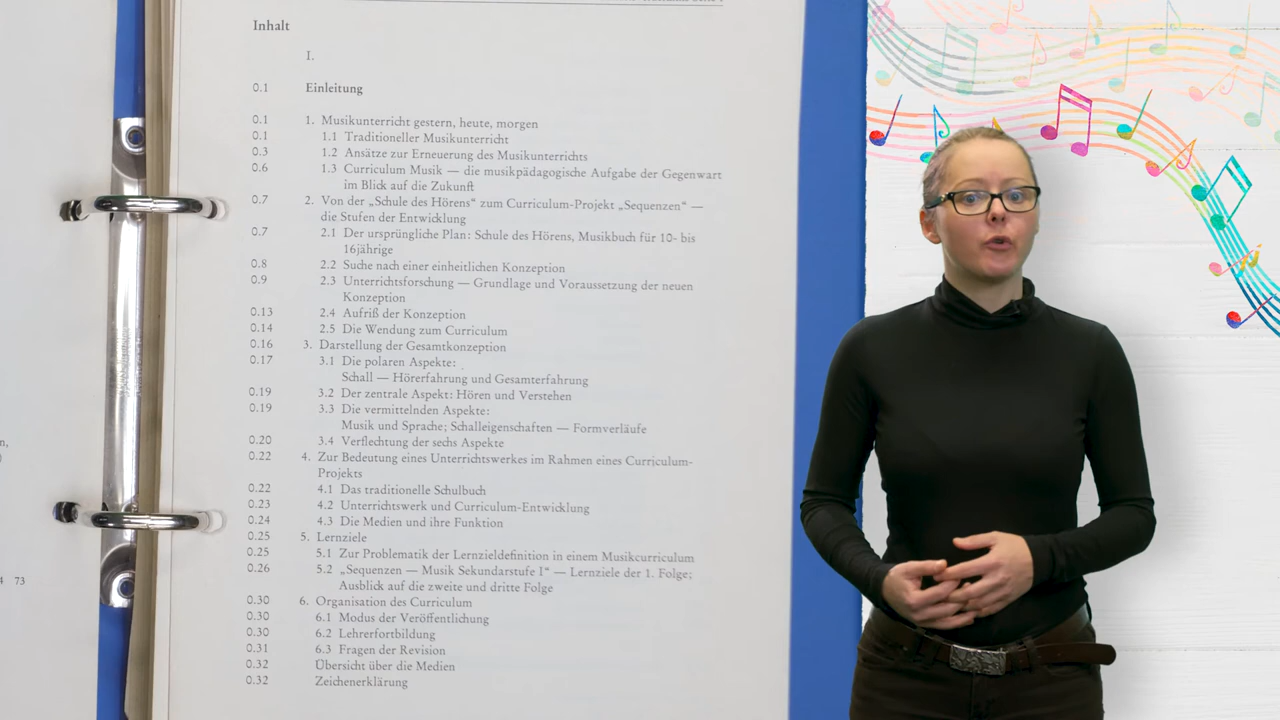 Inhalt
I.
0.1 Einleitung
0.1 1. Musikunterricht gestern, heute, morgen
0.1 1.1 Traditioneller Musikunterricht
0.3 1.2 Ansätze zur Erneuerung des Musikunterrichts
0.6 1.3 Curriculum Musik — die musikpädagogische Aufgabe der Gegenwart
im Blick auf die Zukunft
0.7 2. Von der „Schule des Hörens“ zum Curriculum-Projekt „Sequenzen“ —
die Stufen der Entwicklung
0.7 2.1 Der ursprüngliche Plan: Schule des Hörens, Musikbuch für 10- bis
16jährige
0.8 2.2 Suche nach einer einheitlichen Konzeption
0.9 2.3 Unterrichtsforschung — Grundlage und Voraussetzung der neuen
Konzeption
0.13 2.4 Aufriß der Konzeption
0.14 2.5 Die Wendung zum Curriculum
0.16 3. Darstellung der Gesamtkonzeption
0.17 3.1 Die polaren Aspekte:
Schall — Hörerfahrung und Gesamterfahrung
0.19 3.2 Der zentrale Aspekt: Hören und Verstehen
0.19 3.3 Die vermittelnden Aspekte:
Musik und Sprache; Schalleigenschaften — Formverläufe
0.20 3.4 Verflechtung der sechs Aspekte
0.22 4. Zur Bedeutung eines Unterrichtswerkes im Rahmen eines Curriculum-
Projekts
0.22 4.1 Das traditionelle Schulbuch
0.23 4.2 Unterrichtswerk und Curriculum-Entwicklung
0.24 4.3 Die Medien und ihre Funktion
0.25 5. Lernziele
0.25 5.1 Zur Problematik der Lernzieldefinition in einem Musikcurriculum
0.26 5.2 „Sequenzen — Musik Sekundarstufe I“ — Lernziele der 1. Folge;
Ausblick auf die zweite und dritte Folge
0.30 6. Organisation des Curriculum
0.30 6.1 Modus der Veröffentlichung
0.30 6.2 Lehrerfortbildung
0.31 6.3 Fragen der Revision
0.32 Übersicht über die Medien
0.32 Zeichenerklärung
73